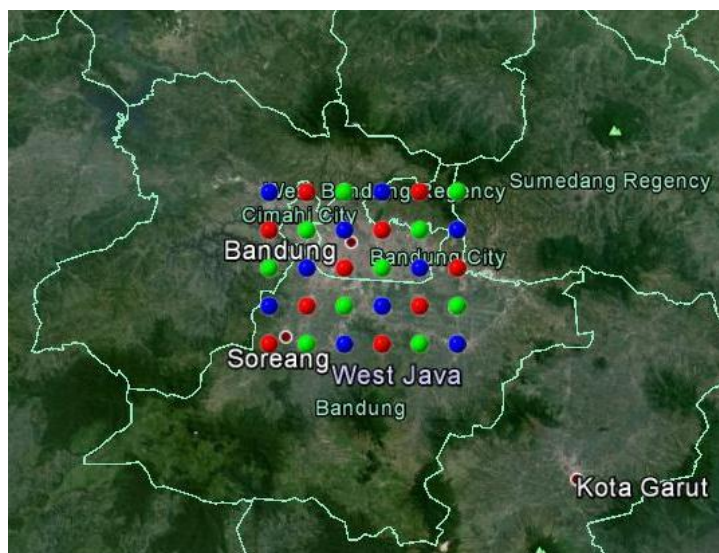 West Bandung Regency
Sumedang Regency
Cimahi City
Bandung
Bandung City
Soreang
West Java
Bandung
Kota Garut